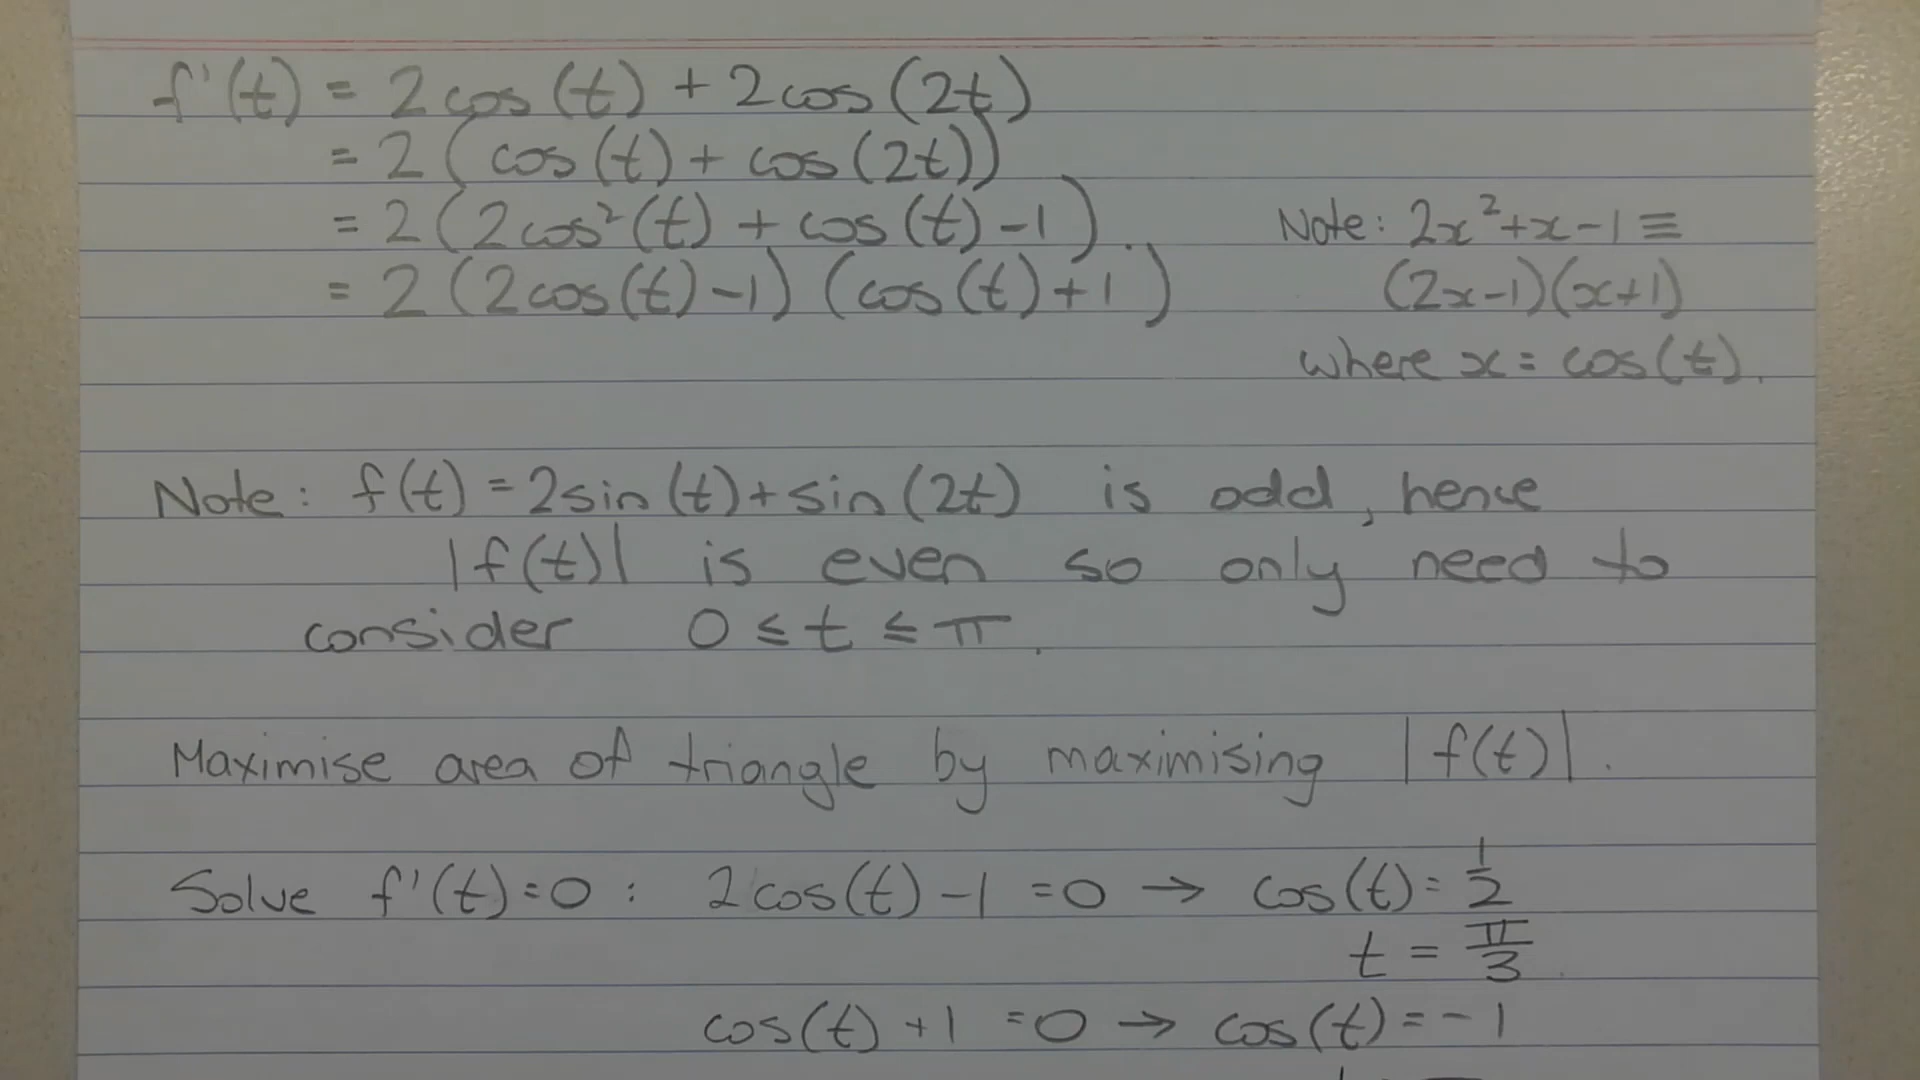 f'(t) = 2cos(t) + 2cos(2t)
= 2(cos(t) + cos(2t))
= 2(2cos²(t) + cos(t) - 1).
= 2(2cos(t) - 1)(cos(t) + 1)
Note: 2x² + x - 1 ≡
(2x-1)(x+1)
where x = cos(t).
Note: f(t) = 2sin(t) + sin(2t) is odd, hence
|f(t)| is even so only need to
consider 0 ≤ t ≤ π.
Maximise area of triangle by maximising |f(t)|.
Solve f'(t) = 0 : 2cos(t) - 1 = 0 → cos(t) = 1/2
t = π/3
cos(t) + 1 = 0 → cos(t) = -1